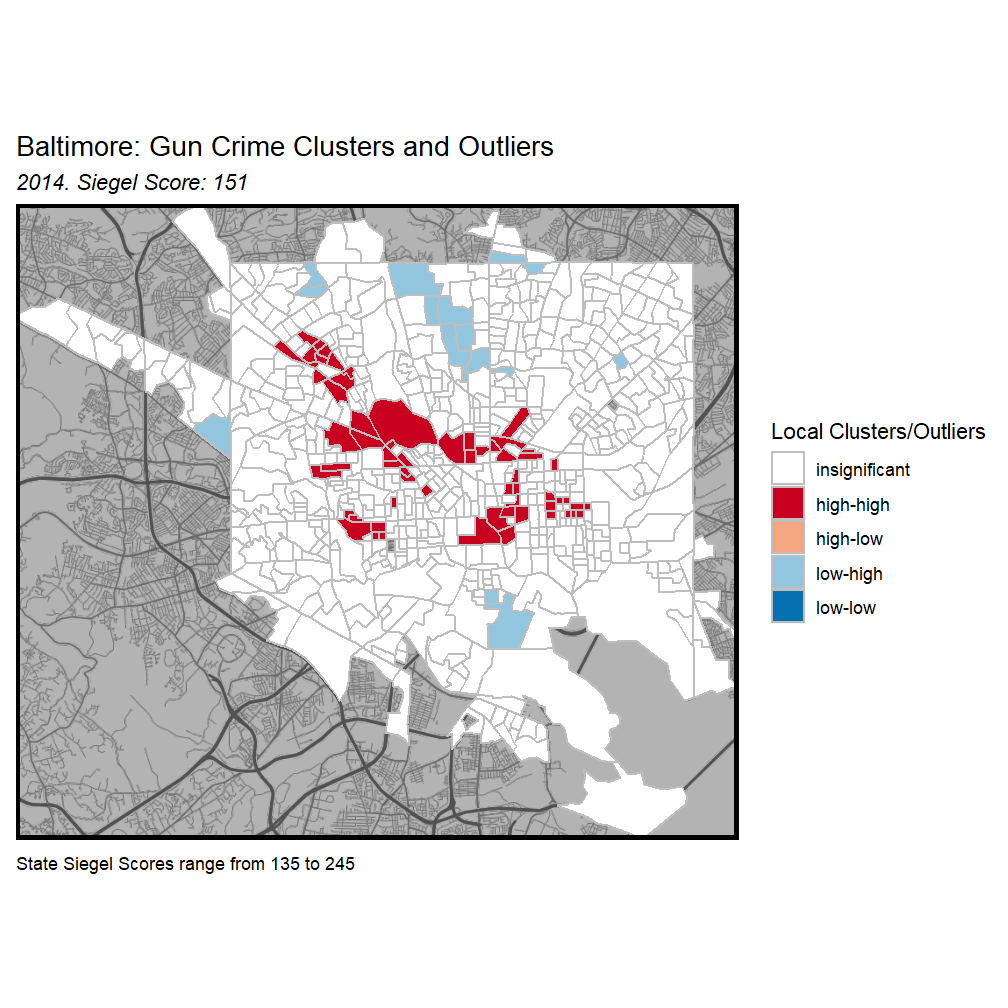 Baltimore: Gun Crime Clusters and Outliers
2014. Siegel Score: 151
Local Clusters/Outliers
insignificant
high-high
high-low
low-high
low-low
State Siegel Scores range from 135 to 245